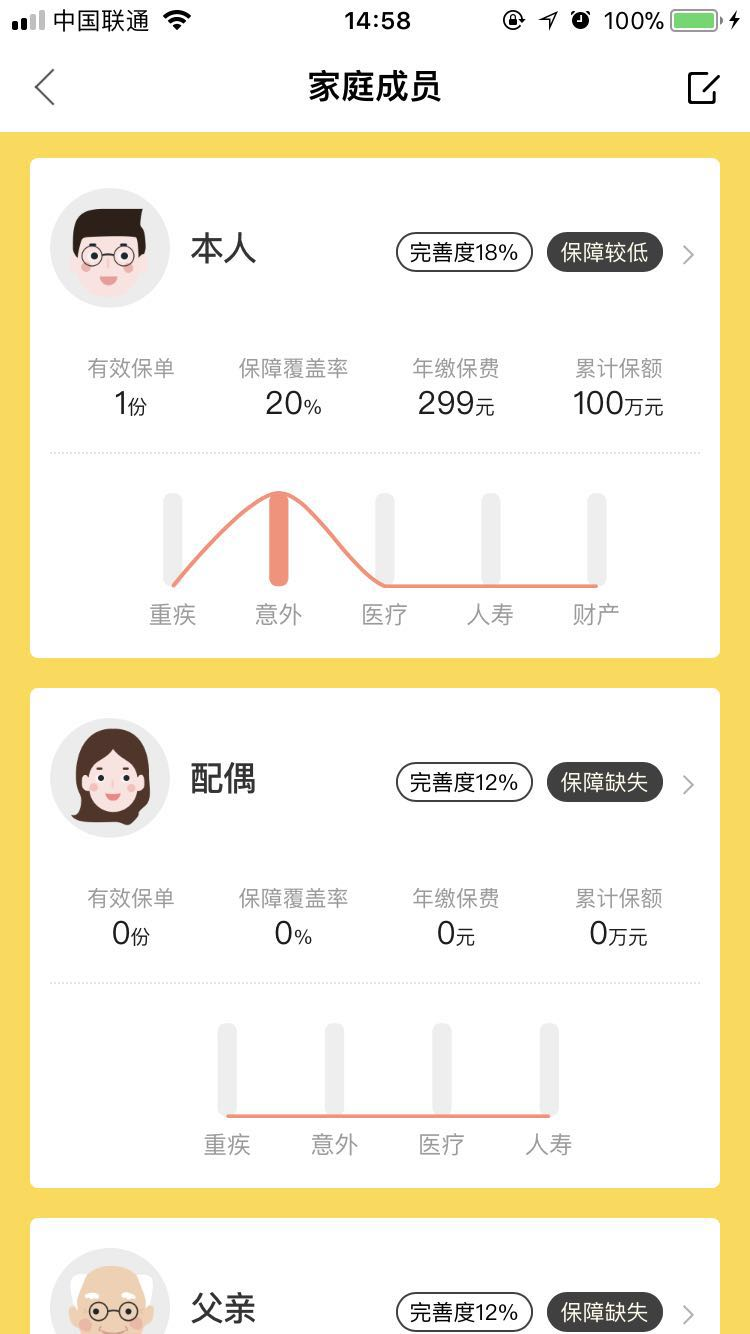 中国联通 14:58 100%
家庭成员
本人 完善度18% 保障较低
有效保单 保障覆盖率 年缴保费 累计保额
1份 20% 299元 100万元
重疾 意外 医疗 人寿 财产
配偶 完善度12% 保障缺失
有效保单 保障覆盖率 年缴保费 累计保额
0份 0% 0元 0万元
重疾 意外 医疗 人寿
父亲 完善度12% 保障缺失